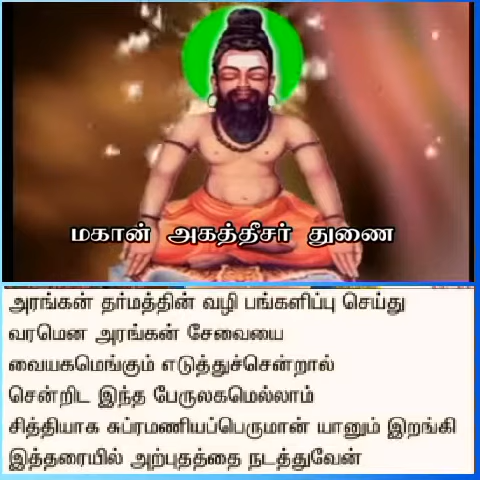 மகான் அகத்தீசர் துணை
அரங்கன் தர்மத்தின் வழி பங்களிப்பு செய்து
வரமென அரங்கன் சேவையை
வையகமெங்கும் எடுத்துச்சென்றால்
சென்றிட இந்த பேருலகமெல்லாம்
சித்தியாக சுப்ரமணியப்பெருமான் யானும் இறங்கி
இத்தரையில் அற்புதத்தை நடத்துவேன்